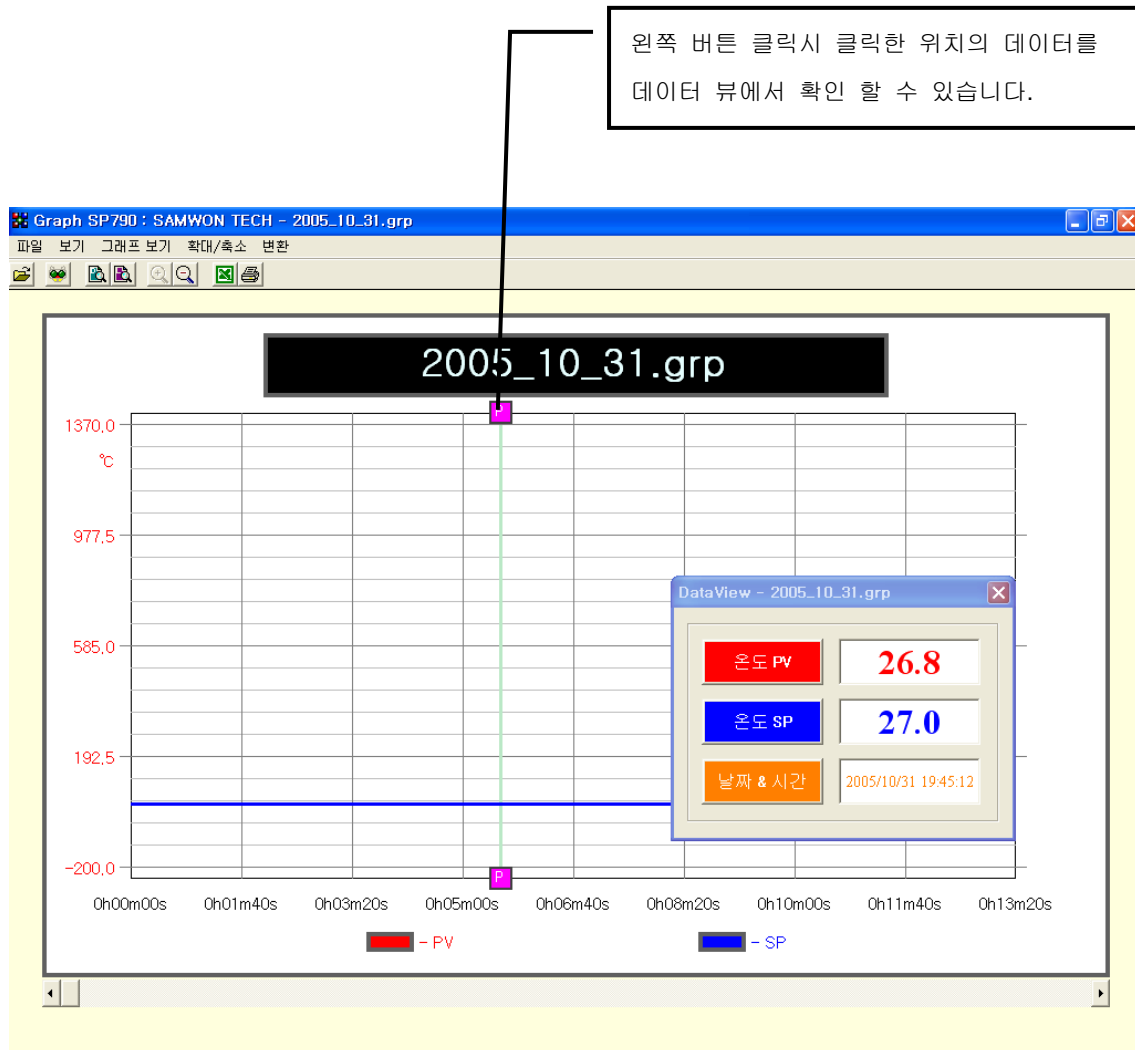 왼쪽 버튼 클릭시 클릭한 위치의 데이터를
데이터 뷰에서 확인 할 수 있습니다.
Graph SP790 : SAMWON TECH - 2005_10_31.grp
파일 보기 그래프 보기 확대/축소 변환
2005_10_31.grp
P
1370,0
℃
977,5
585,0
192,5
-200,0
DataView - 2005_10_31.grp
온도 PV 26.8
온도 SP 27.0
날짜 & 시간 2005/10/31 19:45:12
P
0h00m00s 0h01m40s 0h03m20s 0h05m00s 0h06m40s 0h08m20s 0h10m00s 0h11m40s 0h13m20s
- PV - SP